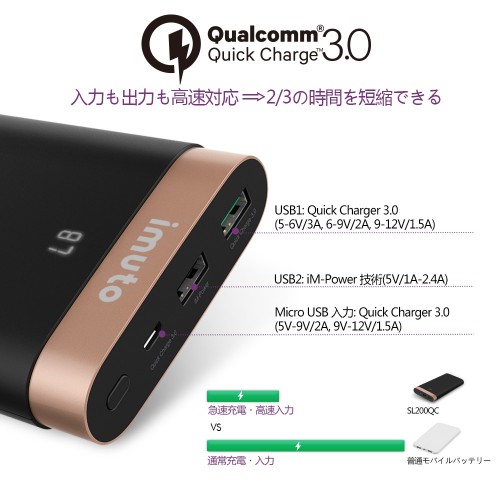 Qualcomm®
Quick Charge™ 3.0
入力も出力も高速対応⇒2/3の時間を短縮できる
USB1: Quick Charger 3.0
(5-6V/3A, 6-9V/2A, 9-12V/1.5A)
87
imuto
USB2: iM-Power 技術(5V/1A-2.4A)
Micro USB 入力: Quick Charger 3.0
(5V-9V/2A, 9V-12V/1.5A)
急速充電・高速入力
SL200QC
VS
通常充電・入力
普通モバイルバッテリー